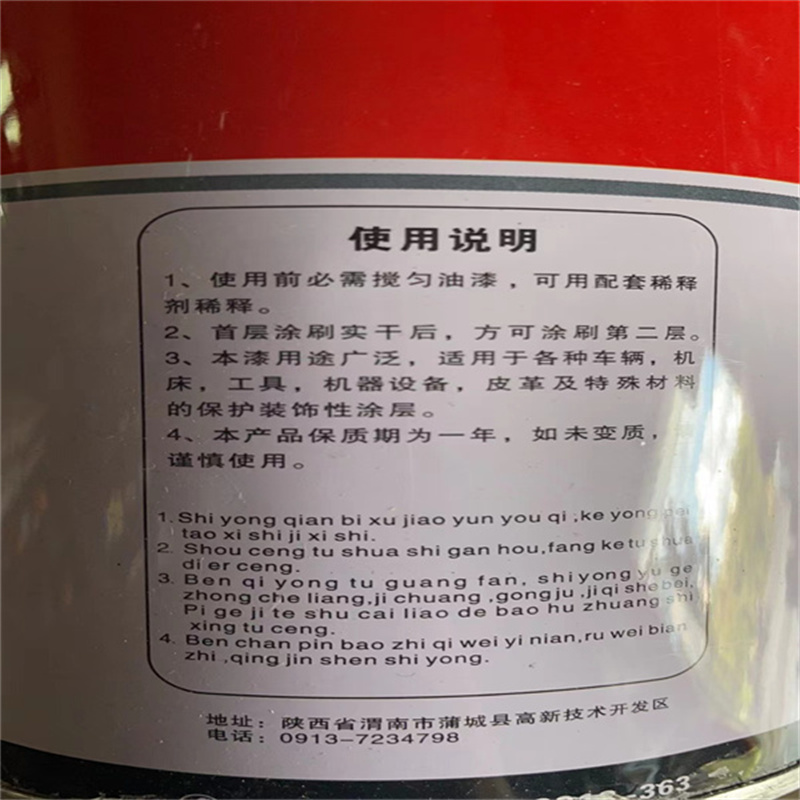 使用说明
1、使用前必需搅匀油漆，可用配套稀释
剂稀释。
2、首层涂刷实干后，方可涂刷第二层。
3、本漆用途广泛，适用于各种车辆，机
床，工具，机器设备，皮革及特殊材料
的保护装饰性涂层。
4、本产品保质期为一年，如未变质，
谨慎使用。
1. Shi yong qian bi xu jiao yun you qi ,ke yong pei
tao xi shi ji xi shi.
2. Shou ceng tu shua shi gan hou,fang ke tu shua
di er ceng.
3. Ben qi yong tu guang fan, shi yong yu ge
zhong che liang,ji chuang ,gong ju ,ji qi she bei,
Pi ge ji te shu cai liao de bao hu zhuang shi
xing tu ceng.
4. Ben chan pin bao zhi qi wei yi nian,ru wei bian
zhi ,qing jin shen shi yong.
地址：陕西省渭南市蒲城县高新技术开发区
电话：0913-7234798
-363